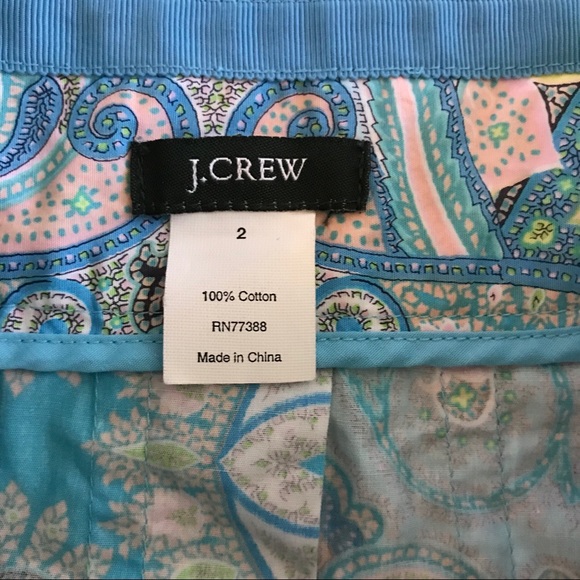 J.CREW
2
100% Cotton
RN77388
Made in China